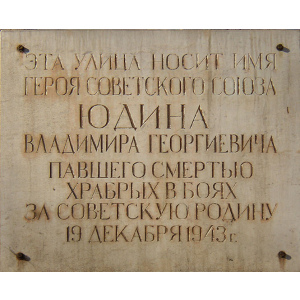 ЭТА УЛИЦА НОСИТ ИМЯ
ГЕРОЯ СОВЕТСКОГО СОЮЗА
ЮДИНА
ВЛАДИМИРА ГЕОРГИЕВИЧА
ПАВШЕГО СМЕРТЬЮ
ХРАБРЫХ В БОЯХ
ЗА СОВЕТСКУЮ РОДИНУ
19 ДЕКАБРЯ 1943 г.